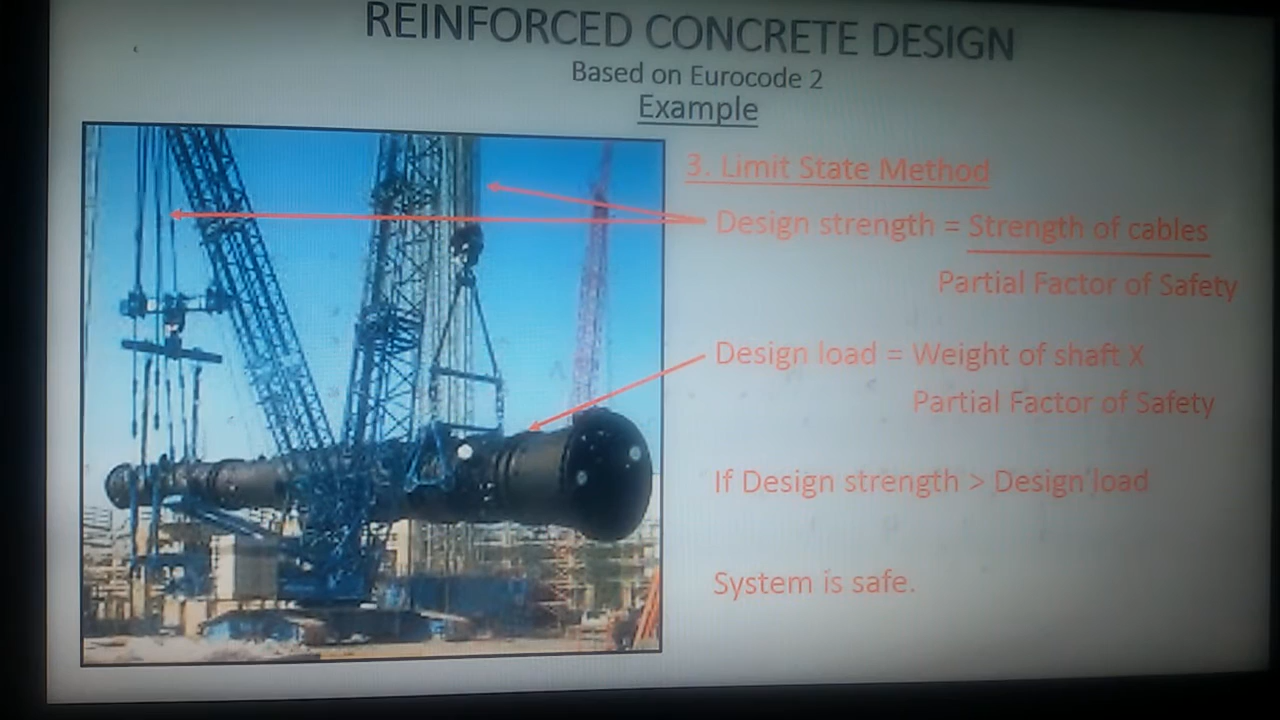 REINFORCED CONCRETE DESIGN
Based on Eurocode 2
Example
3. Limit State Method
Design strength = Strength of cables
Partial Factor of Safety
Design load = Weight of shaft X
Partial Factor of Safety
If Design strength > Design load
System is safe.